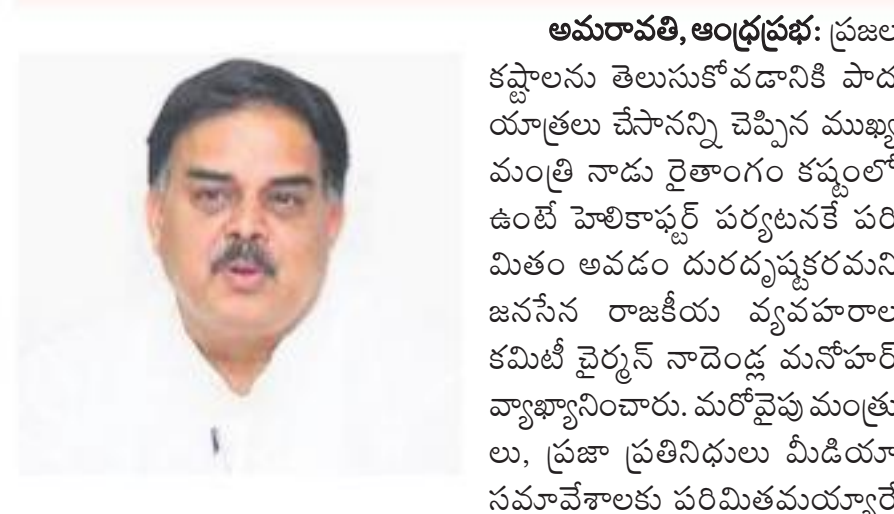 అమరావతి, ఆంధ్రప్రభ: ప్రజల
కష్టాలను తెలుసుకోవడానికి పాద
యాత్రలు చేసానన్ని చెప్పిన ముఖ్య
మంత్రి నాడు రైతాంగం కష్టంలో
ఉంటే హెలికాఫ్టర్ పర్యటనకే పరి
మితం అవడం దురదృష్టకరమని
జనసేన రాజకీయ వ్యవహరాల
కమిటీ చైర్మన్ నాదెండ్ల మనోహర్
వ్యాఖ్యానించారు. మరోవైపు మంత్రు
లు, ప్రజా ప్రతినిధులు మీడియా
సమావేశాలకు పరిమితమయ్యారే